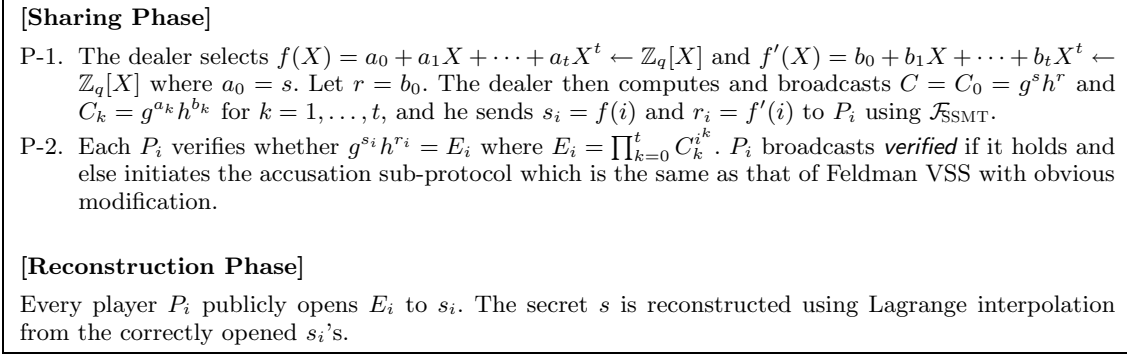 [Sharing Phase]
P-1. The dealer selects f(X) = a_0 + a_1X + · · · + a_tX^t ← ℤ_q[X] and f′(X) = b_0 + b_1X + · · · + b_tX^t ←
ℤ_q[X] where a_0 = s. Let r = b_0. The dealer then computes and broadcasts C = C_0 = g^s h^r and
C_k = g^{a_k} h^{b_k} for k = 1, . . . , t, and he sends s_i = f(i) and r_i = f′(i) to P_i using ℱ_SSMT.
P-2. Each P_i verifies whether g^{s_i} h^{r_i} = E_i where E_i = ∏_{k=0}^{t} C_k^{i^k}. P_i broadcasts verified if it holds and
else initiates the accusation sub-protocol which is the same as that of Feldman VSS with obvious
modification.
[Reconstruction Phase]
Every player P_i publicly opens E_i to s_i. The secret s is reconstructed using Lagrange interpolation
from the correctly opened s_i's.